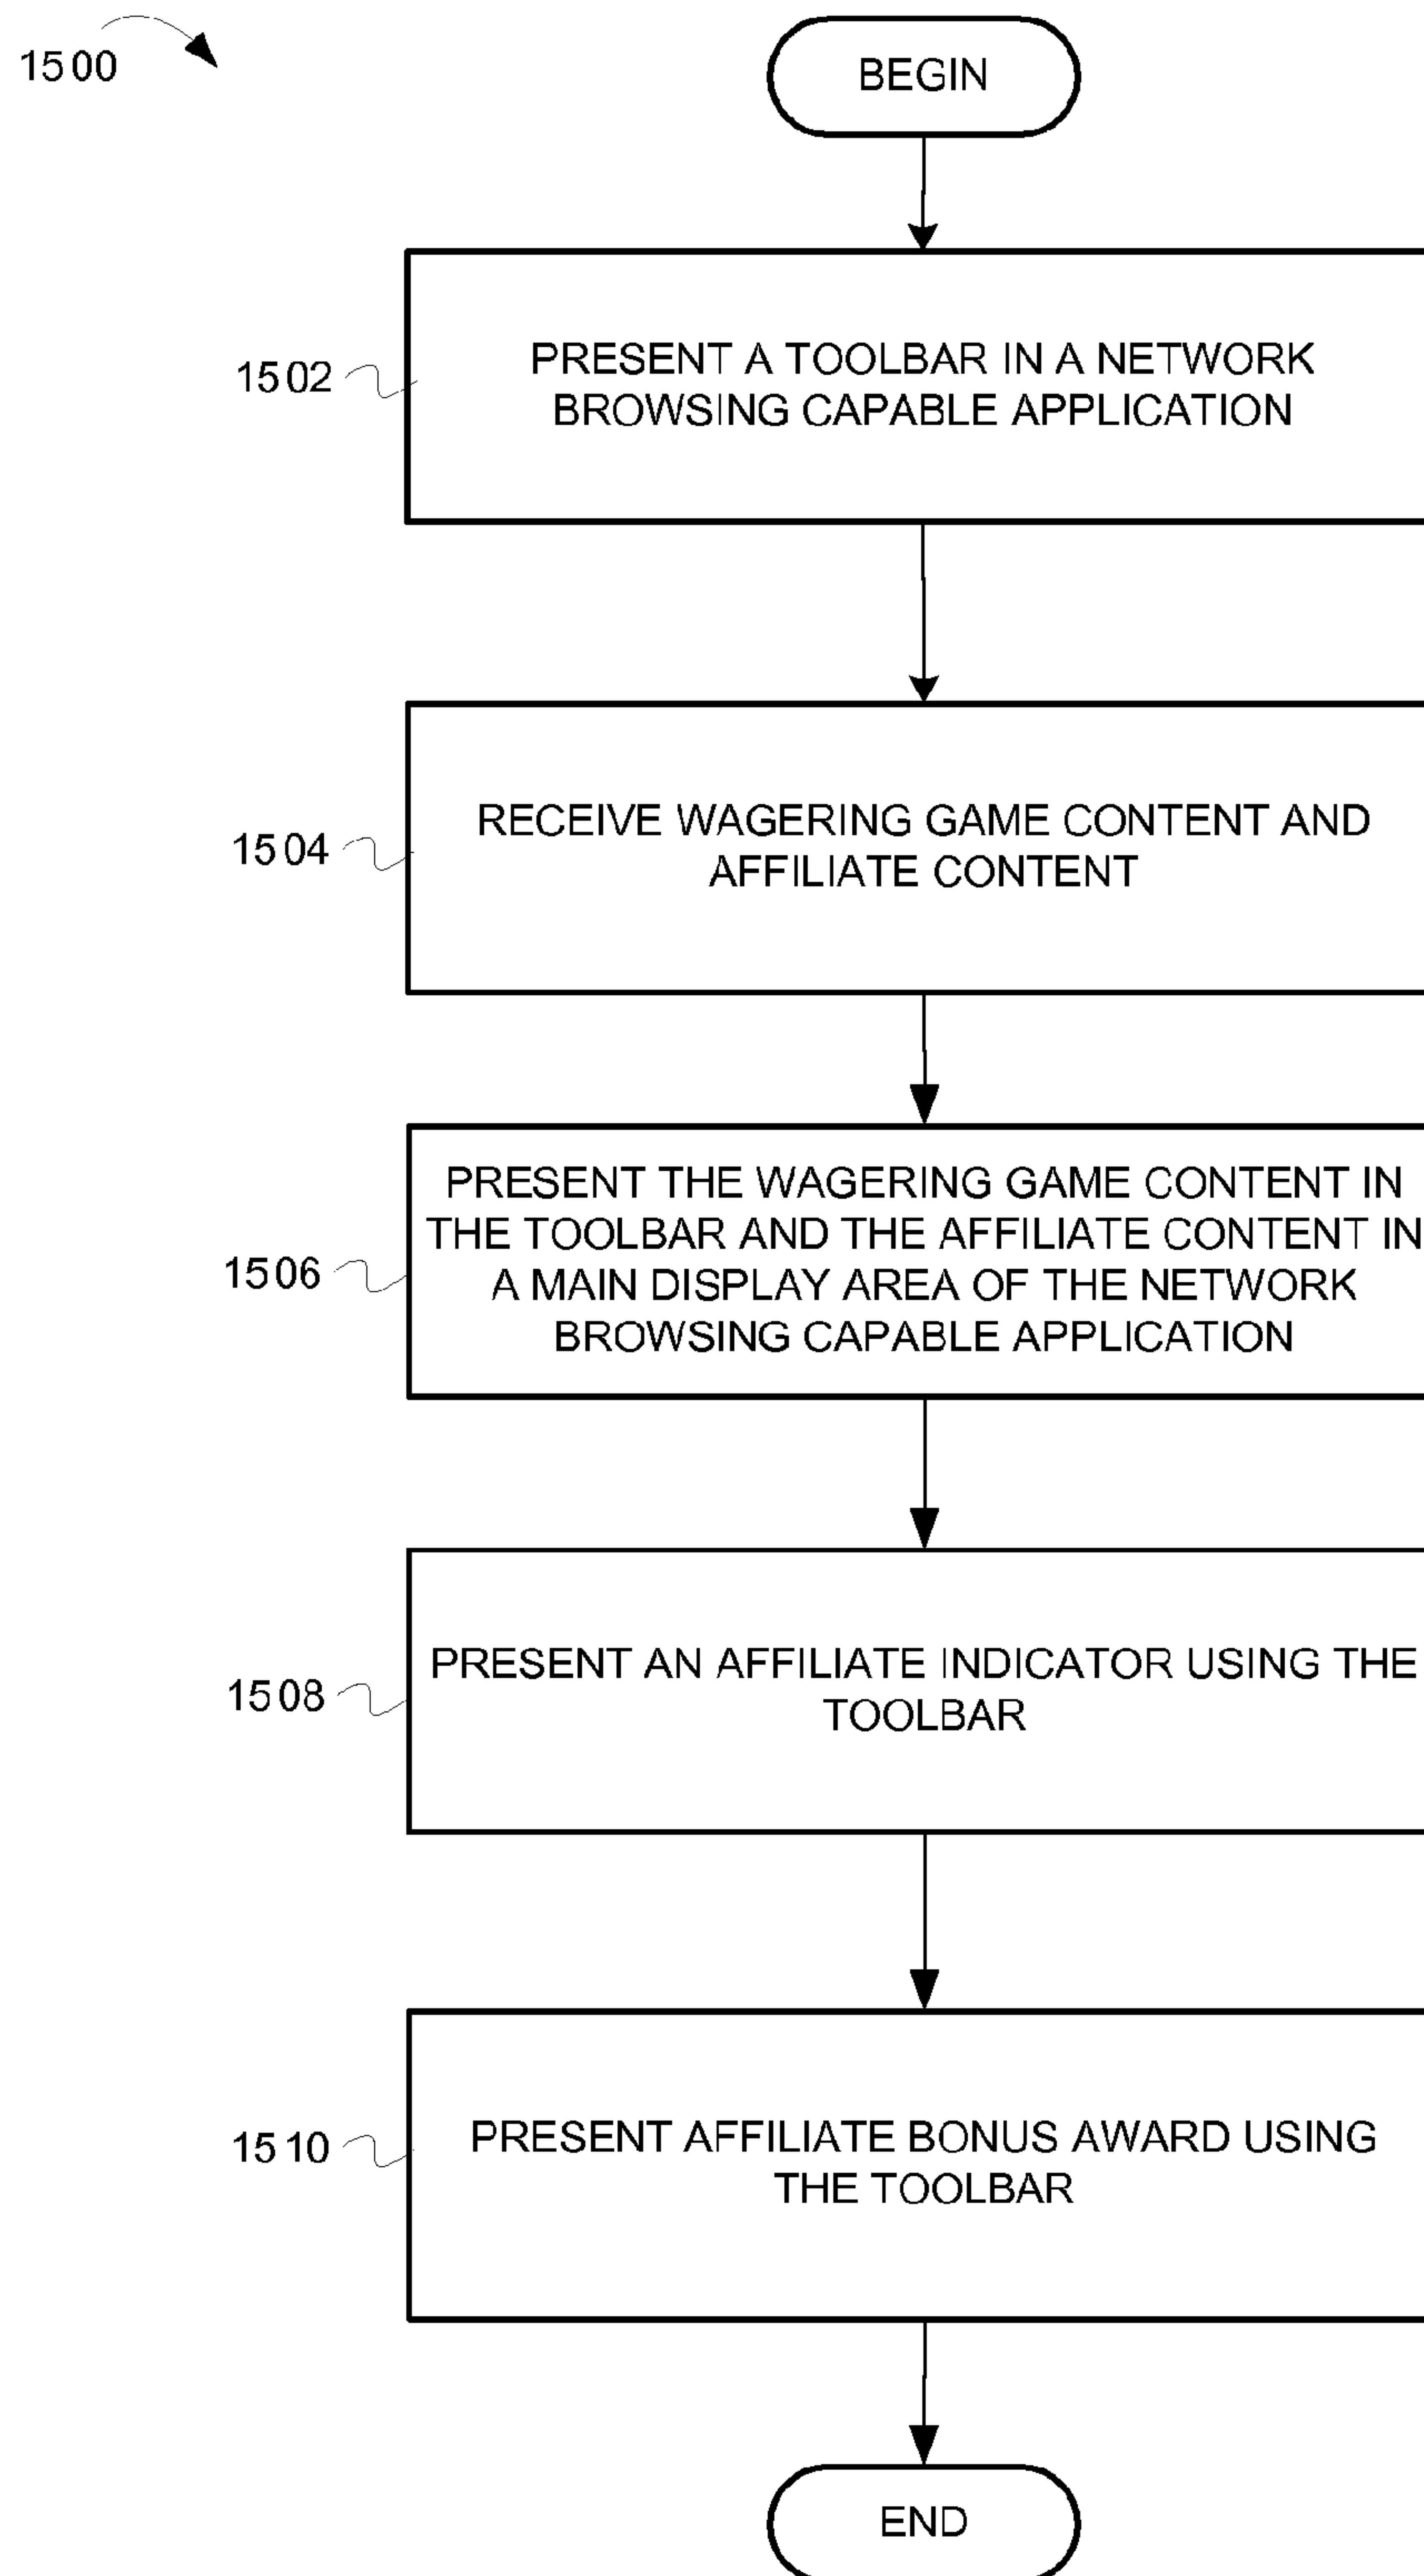 1500
BEGIN
1502
PRESENT A TOOLBAR IN A NETWORK
BROWSING CAPABLE APPLICATION
1504
RECEIVE WAGERING GAME CONTENT AND
AFFILIATE CONTENT
1506
PRESENT THE WAGERING GAME CONTENT IN
THE TOOLBAR AND THE AFFILIATE CONTENT IN
A MAIN DISPLAY AREA OF THE NETWORK
BROWSING CAPABLE APPLICATION
1508
PRESENT AN AFFILIATE INDICATOR USING THE
TOOLBAR
1510
PRESENT AFFILIATE BONUS AWARD USING
THE TOOLBAR
END